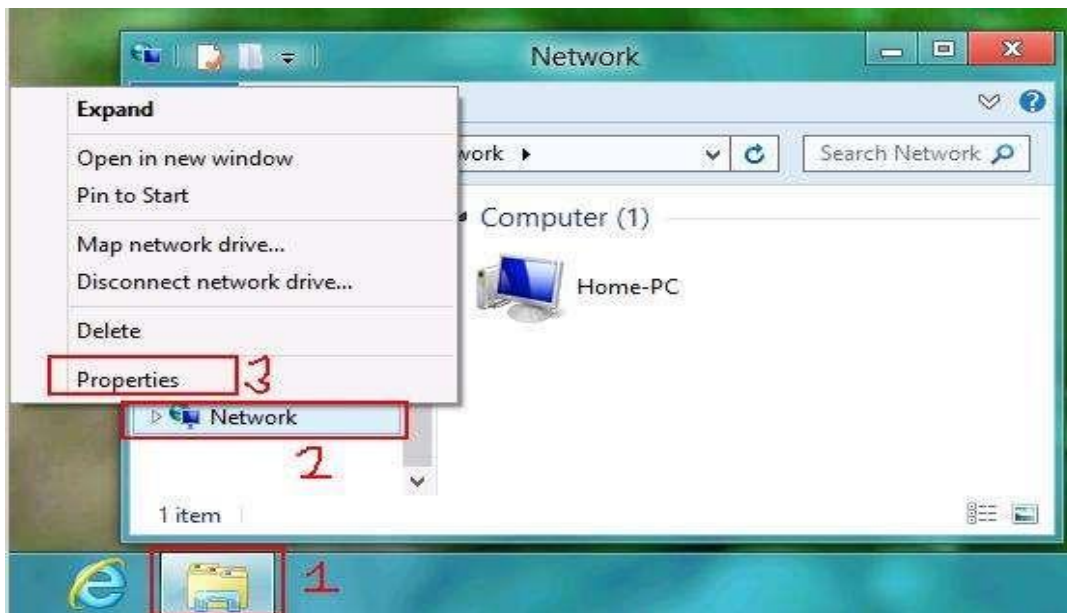 Network
Expand
Open in new window
Pin to Start
Map network drive...
Disconnect network drive...
Delete
Properties
3
work
Search Network
Computer (1)
Home-PC
Network
2
1 item
1